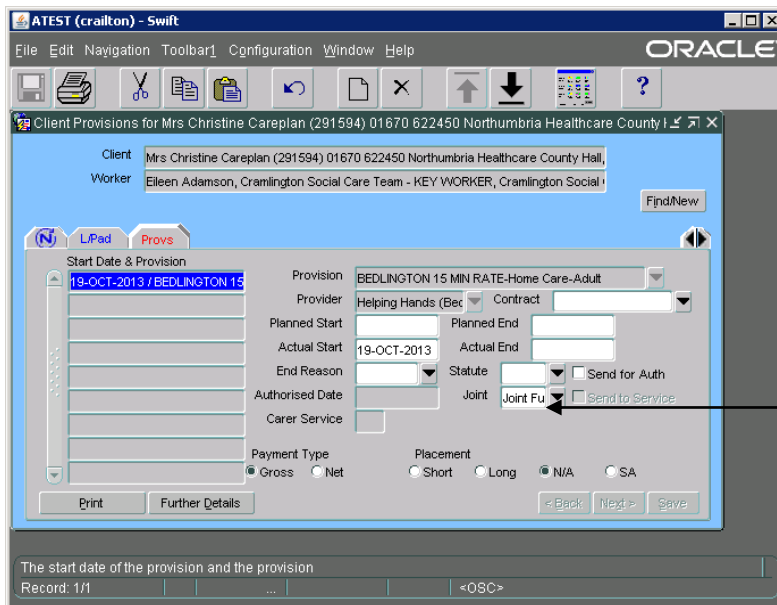 ATEST (crailton) - Swift
File Edit Navigation Toolbar1 Configuration Window Help
ORACLE
?
Client Provisions for Mrs Christine Careplan (291594) 01670 622450 Northumbria Healthcare County
Client Mrs Christine Careplan (291594) 01670 622450 Northumbria Healthcare County Hall,
Worker Eileen Adamson, Cramlington Social Care Team - KEY WORKER, Cramlington Social
Find/New
N L/Pad Provs
Start Date & Provision
19-OCT-2013 / BEDLINGTON 15
Provision BEDLINGTON 15 MIN RATE-Home Care-Adult
Provider Helping Hands (Bec Contract
Planned Start Planned End
Actual Start 19-OCT-2013 Actual End
End Reason Statute Send for Auth
Authorised Date Joint Joint Fu Send to Service
Carer Service
Payment Type Placement
Gross Net Short Long N/A SA
Print Further Details < Back Next > Save
The start date of the provision and the provision
Record: 1/1 ... <OSC>